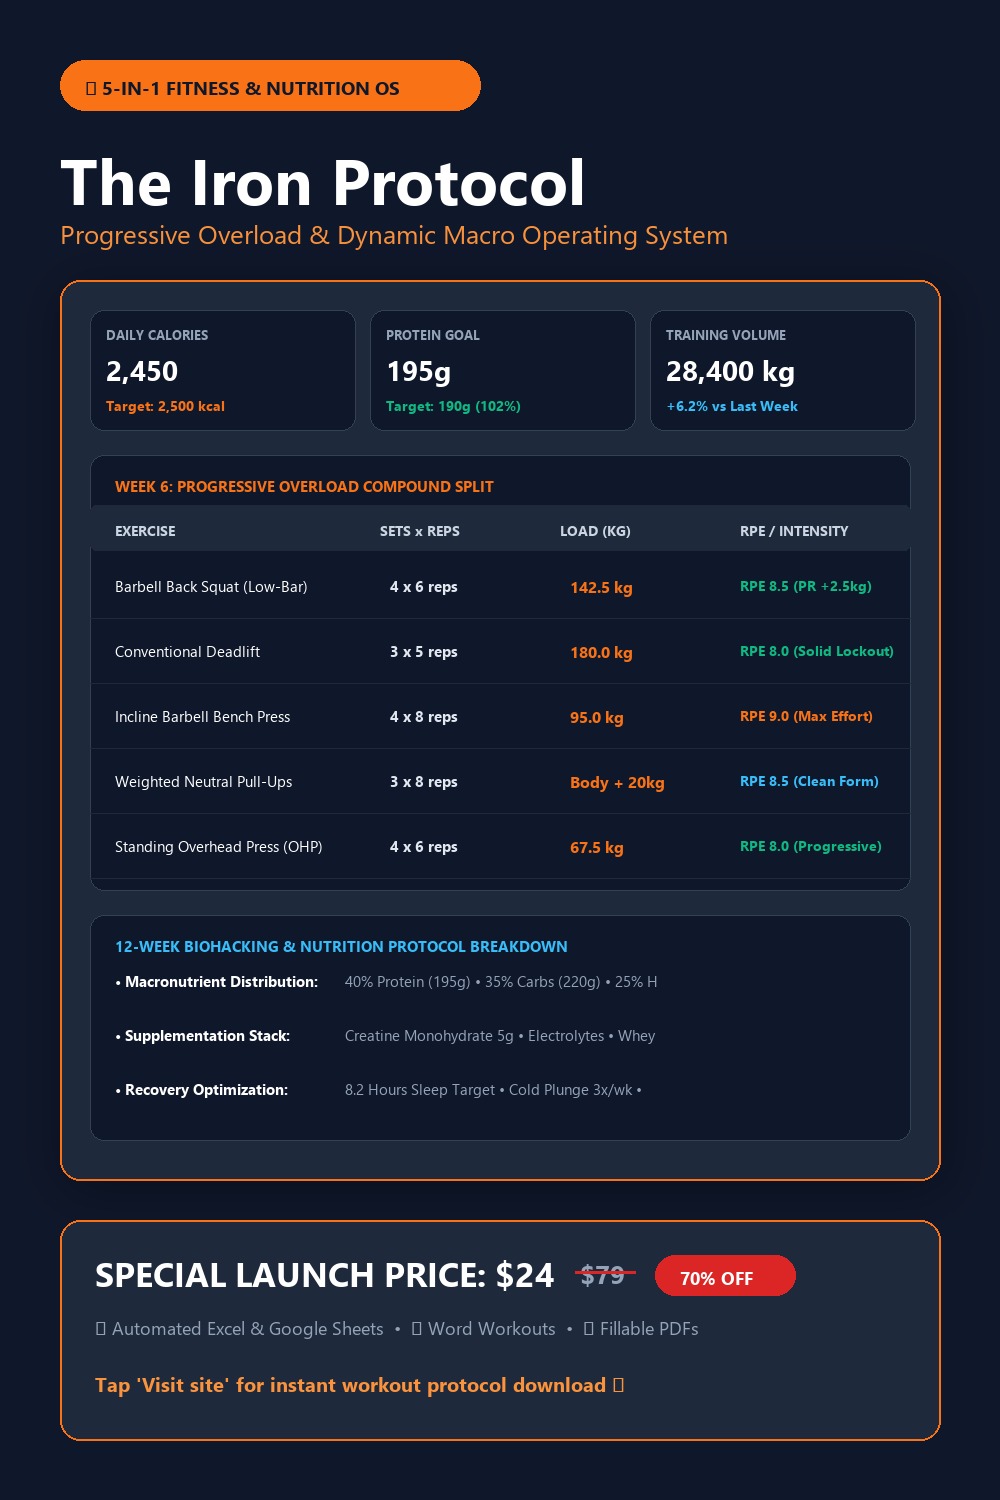 5-IN-1 FITNESS & NUTRITION OS
The Iron Protocol
Progressive Overload & Dynamic Macro Operating System
DAILY CALORIES
2,450
Target: 2,500 kcal
PROTEIN GOAL
195g
Target: 190g (102%)
TRAINING VOLUME
28,400 kg
+6.2% vs Last Week
WEEK 6: PROGRESSIVE OVERLOAD COMPOUND SPLIT
EXERCISE SETS x REPS LOAD (KG) RPE / INTENSITY
Barbell Back Squat (Low-Bar) 4 x 6 reps 142.5 kg RPE 8.5 (PR +2.5kg)
Conventional Deadlift 3 x 5 reps 180.0 kg RPE 8.0 (Solid Lockout)
Incline Barbell Bench Press 4 x 8 reps 95.0 kg RPE 9.0 (Max Effort)
Weighted Neutral Pull-Ups 3 x 8 reps Body + 20kg RPE 8.5 (Clean Form)
Standing Overhead Press (OHP) 4 x 6 reps 67.5 kg RPE 8.0 (Progressive)
12-WEEK BIOHACKING & NUTRITION PROTOCOL BREAKDOWN
• Macronutrient Distribution: 40% Protein (195g) • 35% Carbs (220g) • 25% H
• Supplementation Stack: Creatine Monohydrate 5g • Electrolytes • Whey
• Recovery Optimization: 8.2 Hours Sleep Target • Cold Plunge 3x/wk •
SPECIAL LAUNCH PRICE: $24 $79 70% OFF
Automated Excel & Google Sheets • Word Workouts • Fillable PDFs
Tap 'Visit site' for instant workout protocol download